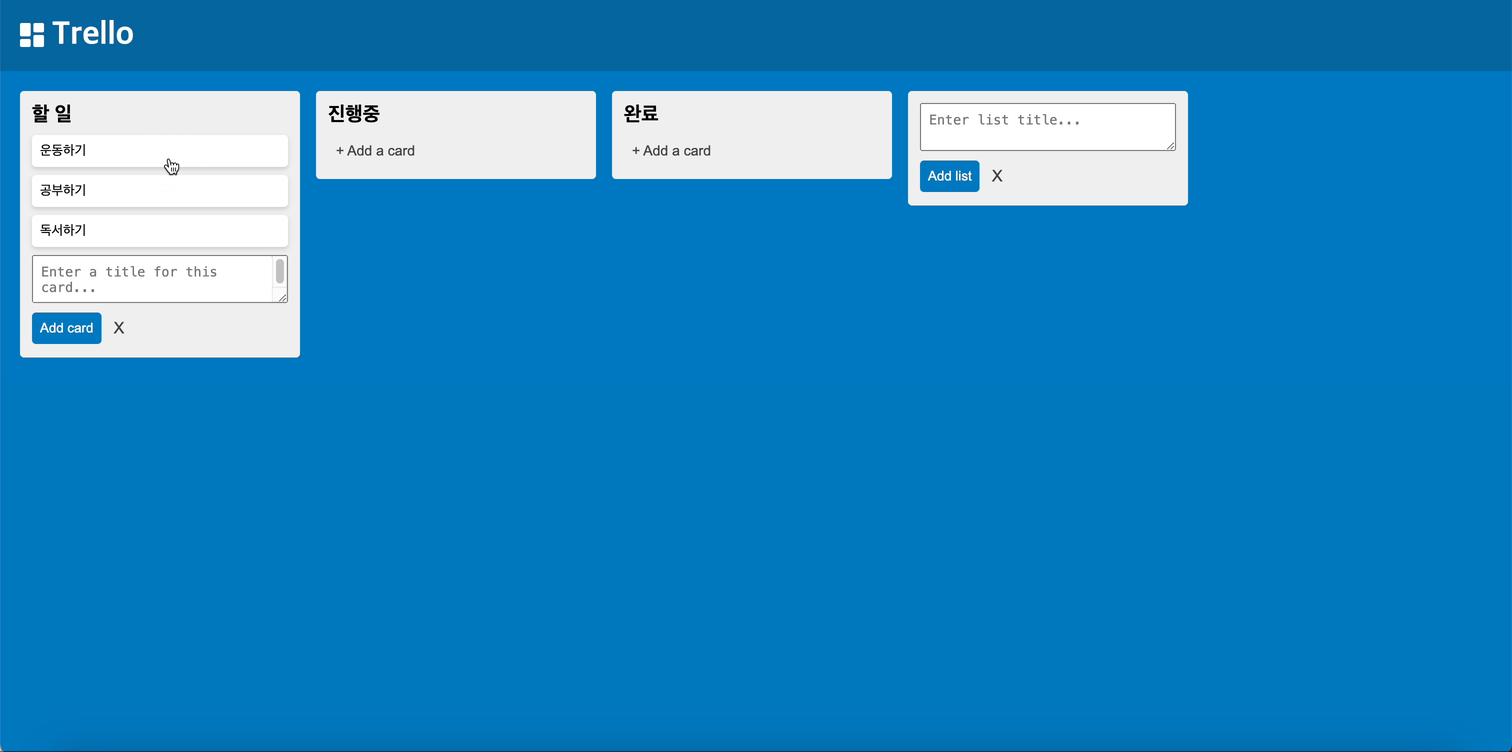 Trello
할 일
운동하기
공부하기
독서하기
Enter a title for this
card...
Add card X
진행중
+ Add a card
완료
+ Add a card
Enter list title...
Add list X